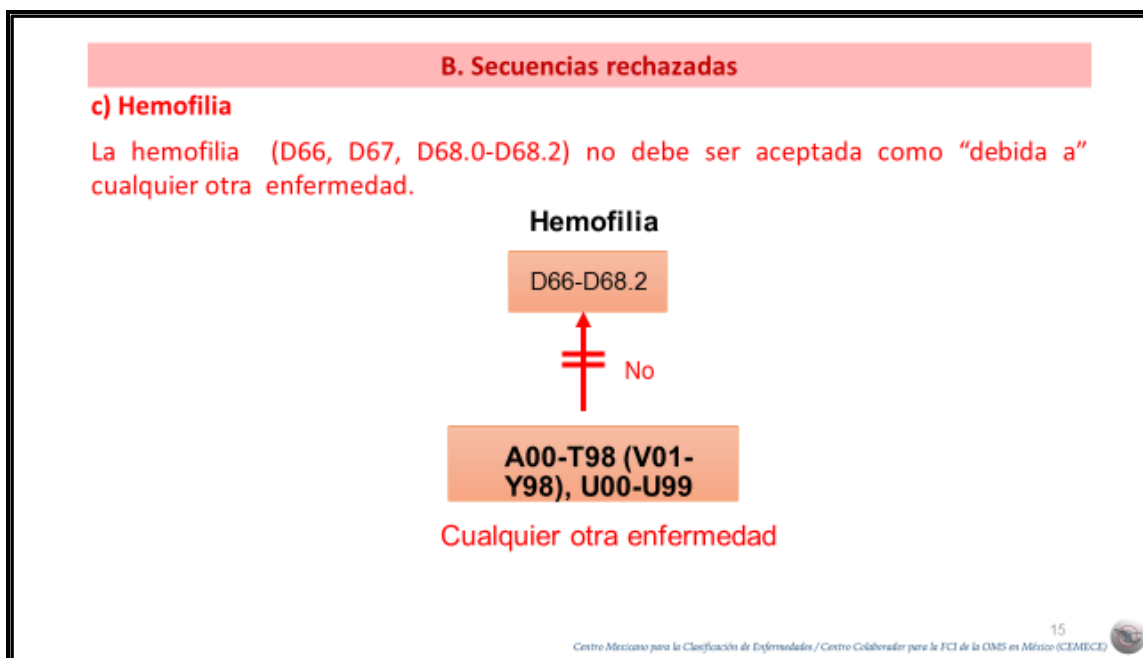 B. Secuencias rechazadas
c) Hemofilia
La hemofilia (D66, D67, D68.0-D68.2) no debe ser aceptada como “debida a”
cualquier otra enfermedad.
Hemofilia
D66-D68.2
No
A00-T98 (V01-
Y98), U00-U99
Cualquier otra enfermedad
15
Centro Mexicano para la Clasificación de Enfermedades / Centro Colaborador para la FCI de la OMS en México (CEMECE)